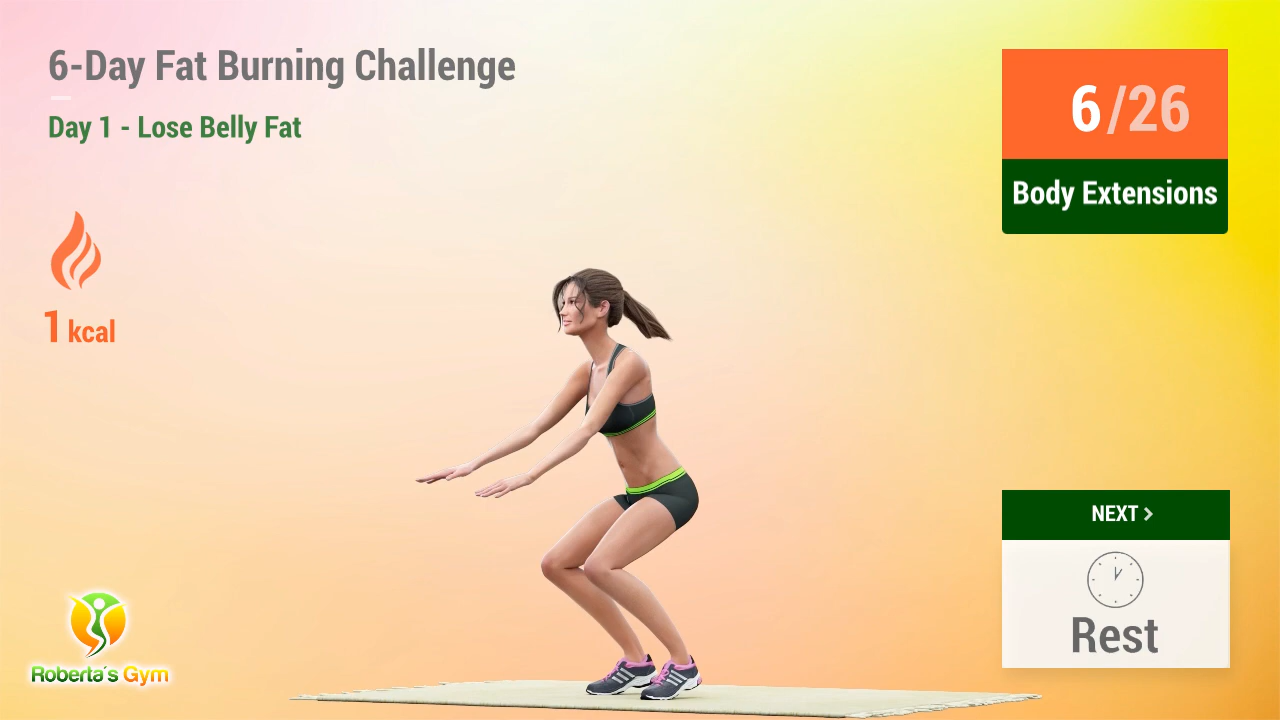 6-Day Fat Burning Challenge
Day 1 - Lose Belly Fat
6/26
Body Extensions
1 kcal
NEXT >
Rest
Roberta´s Gym